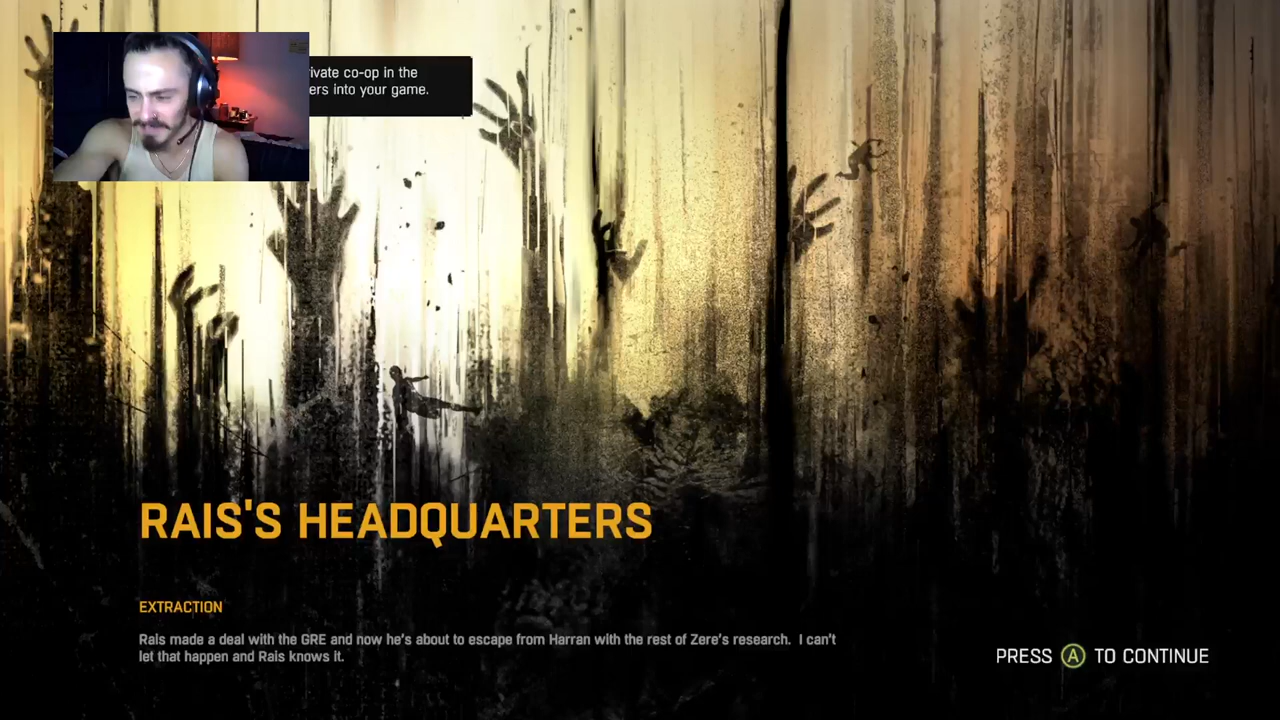 ivate co-op in the
ers into your game.
RAIS'S HEADQUARTERS
EXTRACTION
Rais made a deal with the GRE and now he's about to escape from Harran with the rest of Zere's research. I can't
let that happen and Rais knows it.
PRESS A TO CONTINUE